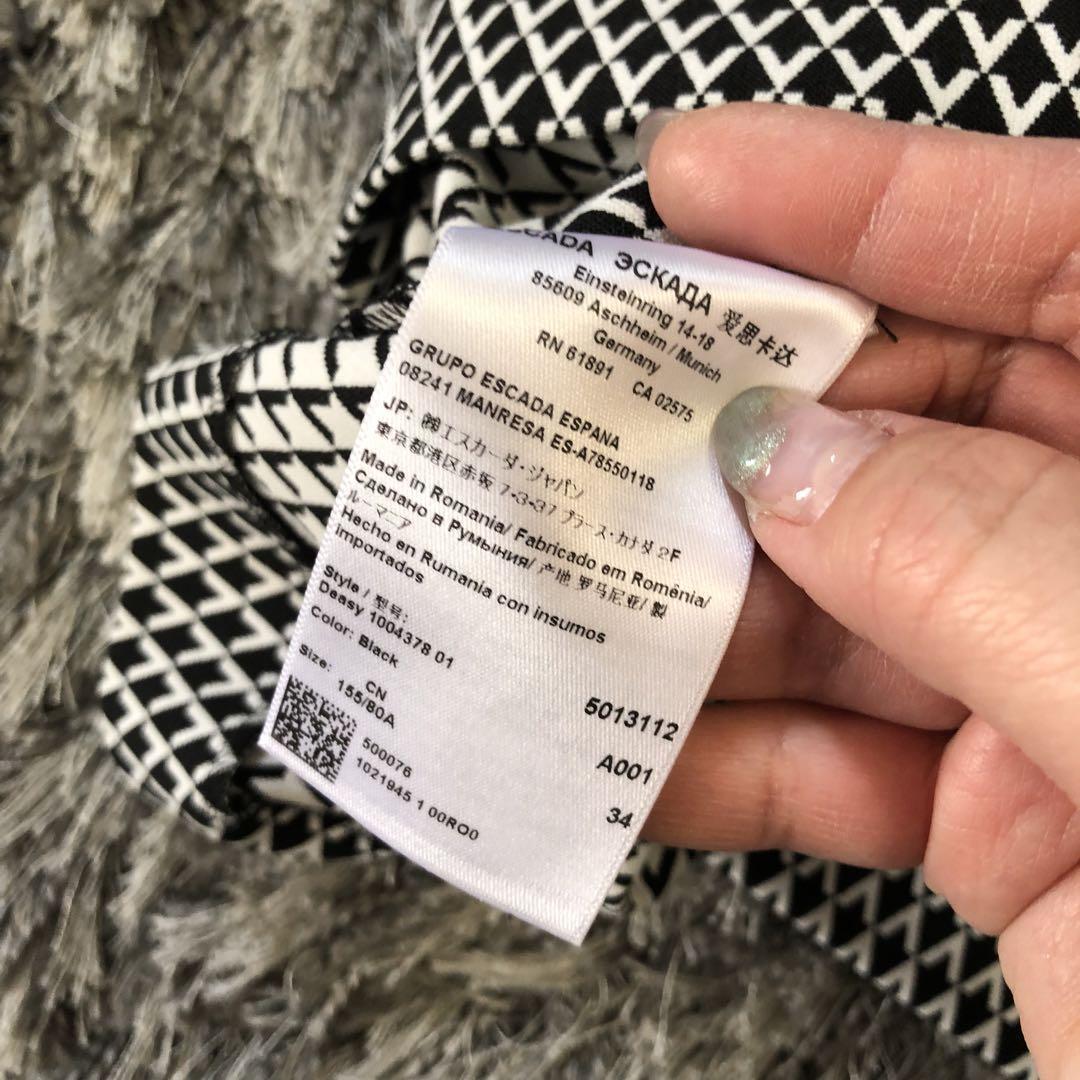 ESCADA ЭСКАДА 爱思卡达
Einsteinring 14-18
85609 Aschheim / Munich
Germany
RN 61891 CA 02575
GRUPO ESCADA ESPANA
08241 MANRESA ES-A78550118
JP: ㈱エスカーダ・ジャパン
東京都港区赤坂 7-3-37 プラース・カナダ 2F
Made in Romania/ Fabricado em Romênia/
Сделано в Румыния/ 产地 罗马尼亚/ 製
ルーマニア
Hecho en Rumania con insumos
importados
Style / 型号:
Deasy 1004378 01
Color: Black
Size:
CN
155/80A
5013112
A001
34
500076
1021945 1 00RO0